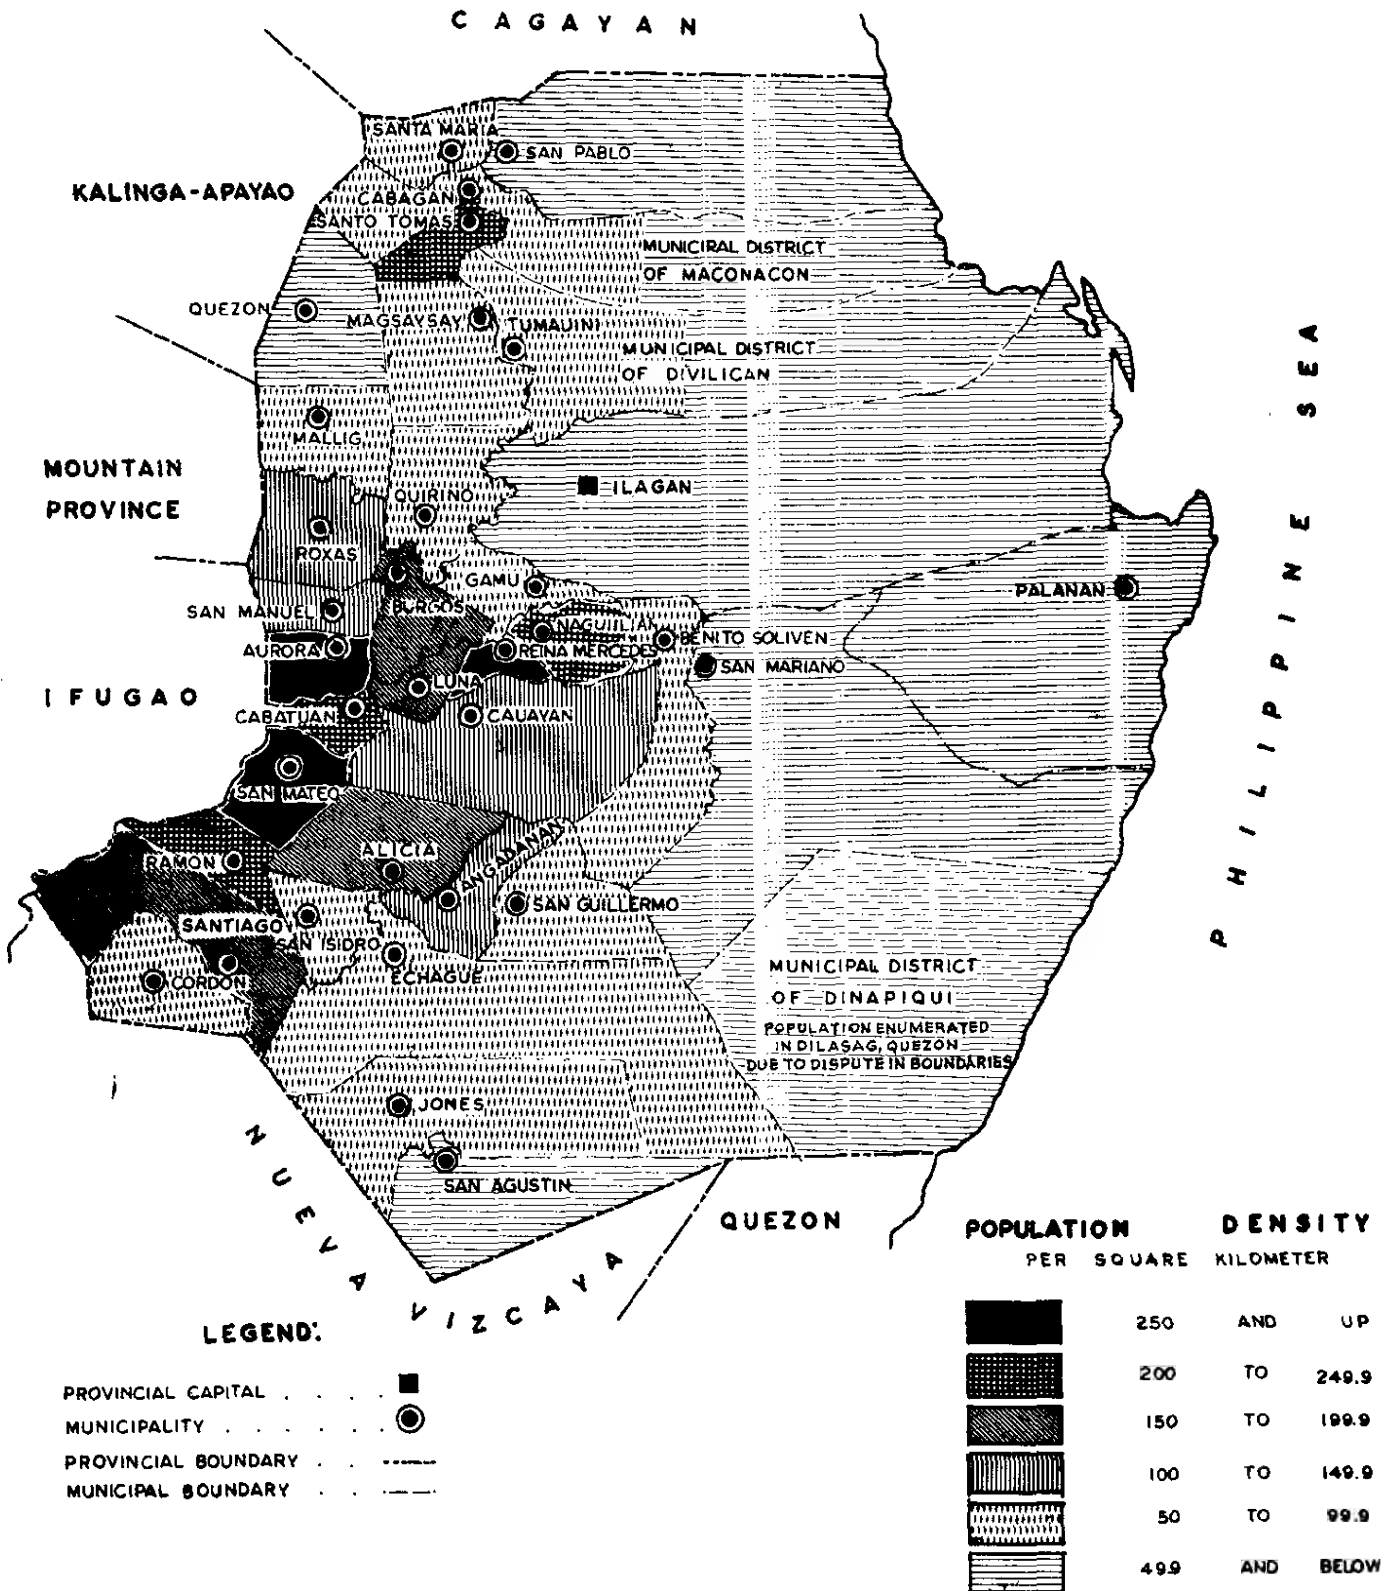 CAGAYAN
SANTA MARIA
SAN PABLO
KALINGA-APAYAO
CABAGAN
SANTO TOMAS
MUNICIRAL DISTRICT
OF MACONACON
QUEZON
MAGSAYSAY
TUMAUINI
MUNICIPAL DISTRICT
OF DIVILICAN
MALLIG
MOUNTAIN
PROVINCE
QUIRINO
ILAGAN
ROXAS
GAMU
PALANAN
SAN MANUEL
BURGOS
NAGUILIAN
BENITO SOLIVEN
AURORA
REINA MERCEDES
SAN MARIANO
IFUGAO
LUNA
CABATUAN
CAUAYAN
SAN MATEO
PHILIPPINE SEA
RAMON
ALICIA
ANGADANAN
SAN GUILLERMO
SANTIAGO
SAN ISIDRO
ECHAGUE
CORDON
MUNICIPAL DISTRICT
OF DINAPIQUI
POPULATION ENUMERATED
IN DILASAG, QUEZON
DUE TO DISPUTE IN BOUNDARIES
JONES
SAN AGUSTIN
NUEVA VIZCAYA
QUEZON
POPULATION DENSITY
PER SQUARE KILOMETER
250 AND UP
200 TO 249.9
150 TO 199.9
100 TO 149.9
50 TO 99.9
49.9 AND BELOW
LEGEND:
PROVINCIAL CAPITAL . . . .
MUNICIPALITY . . . . . .
PROVINCIAL BOUNDARY . .
MUNICIPAL BOUNDARY . .